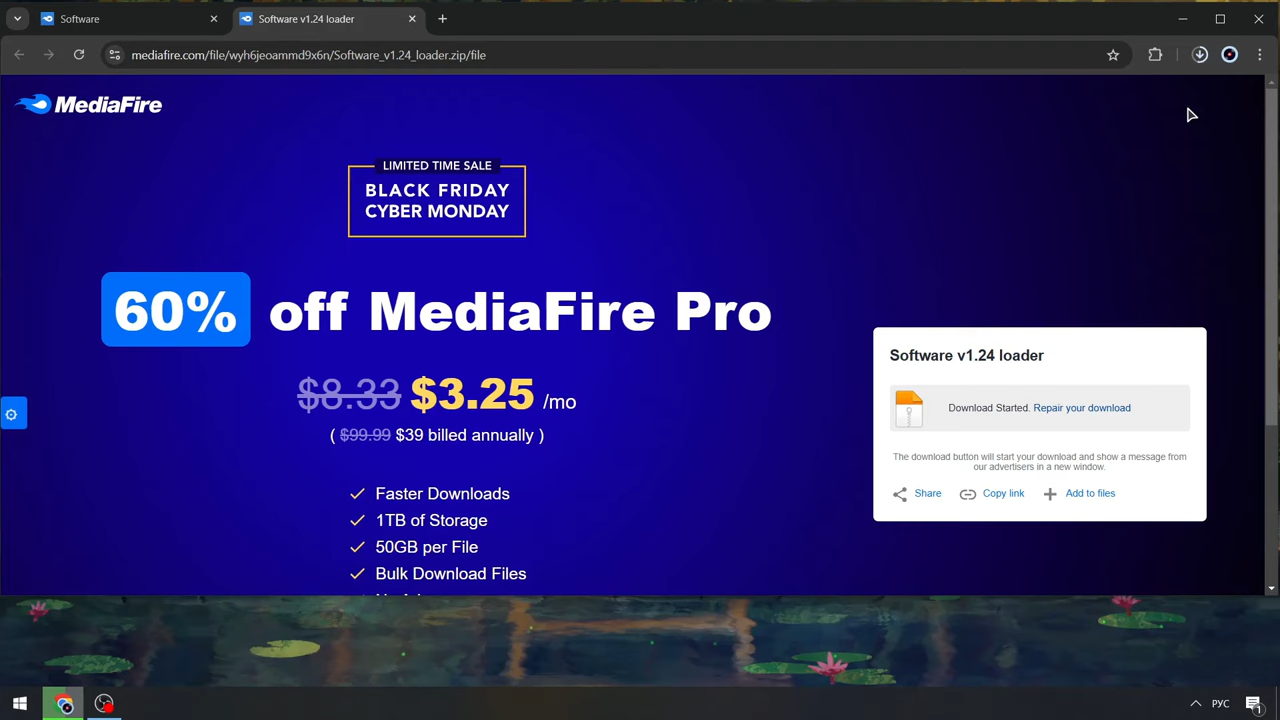 Software
Software v1.24 loader
mediafire.com/file/wyh6jeoammd9x6n/Software_v1.24_loader.zip/file
MediaFire
LIMITED TIME SALE
BLACK FRIDAY
CYBER MONDAY
60% off MediaFire Pro
$8.33 $3.25 /mo
( $99.99 $39 billed annually )
Faster Downloads
1TB of Storage
50GB per File
Bulk Download Files
Software v1.24 loader
Download Started. Repair your download
The download button will start your download and show a message from
our advertisers in a new window.
Share
Copy link
Add to files
РУС
1